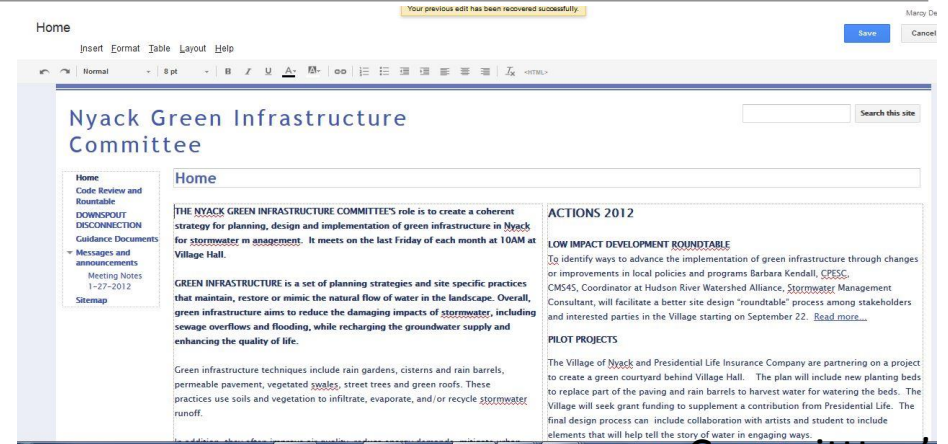 Your previous edit has been recovered successfully.
Marcy De
Home
Save
Cancel
Insert Format Table Layout Help
Normal 8 pt B I U A <HTML>
Nyack Green Infrastructure
Committee
Search this site
Home
Code Review and
Rountable
DOWNSPOUT
DISCONNECTION
Guidance Documents
Messages and
announcements
Meeting Notes
1-27-2012
Sitemap
Home
THE NYACK GREEN INFRASTRUCTURE COMMITTEE'S role is to create a coherent
strategy for planning, design and implementation of green infrastructure in Nyack
for stormwater m anagement. It meets on the last Friday of each month at 10AM at
Village Hall.
GREEN INFRASTRUCTURE is a set of planning strategies and site specific practices
that maintain, restore or mimic the natural flow of water in the landscape. Overall,
green infrastructure aims to reduce the damaging impacts of stormwater, including
sewage overflows and flooding, while recharging the groundwater supply and
enhancing the quality of life.
Green infrastructure techniques include rain gardens, cisterns and rain barrels,
permeable pavement, vegetated swales, street trees and green roofs. These
practices use soils and vegetation to infiltrate, evaporate, and/or recycle stormwater
runoff.
ACTIONS 2012
LOW IMPACT DEVELOPMENT ROUNDTABLE
To identify ways to advance the implementation of green infrastructure through changes
or improvements in local policies and programs Barbara Kendall, CPESC,
CMS4S, Coordinator at Hudson River Watershed Alliance, Stormwater Management
Consultant, will facilitate a better site design "roundtable" process among stakeholders
and interested parties in the Village starting on September 22. Read more...
PILOT PROJECTS
The Village of Nyack and Presidential Life Insurance Company are partnering on a project
to create a green courtyard behind Village Hall. The plan will include new planting beds
to replace part of the paving and rain barrels to harvest water for watering the beds. The
Village will seek grant funding to supplement a contribution from Presidential Life. The
final design process can include collaboration with artists and student to include
elements that will help tell the story of water in engaging ways.